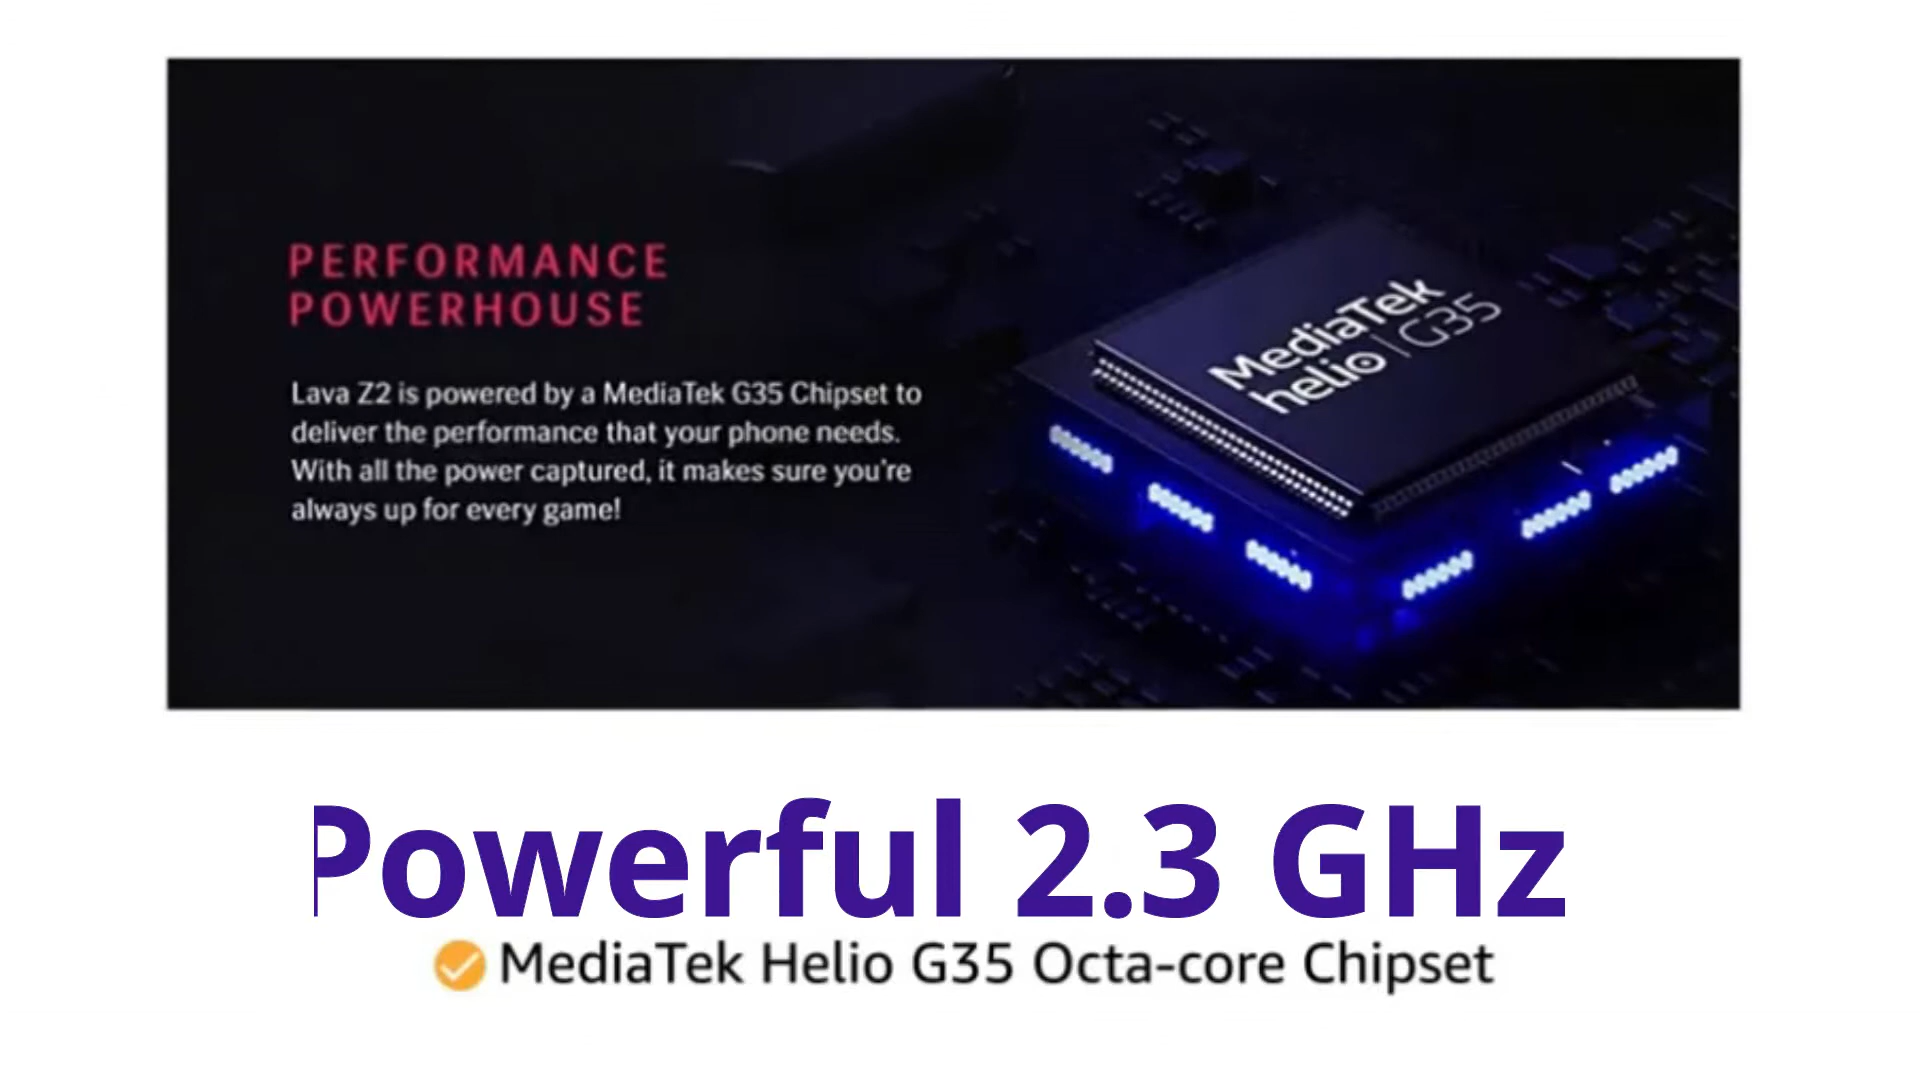 PERFORMANCE
POWERHOUSE
Lava Z2 is powered by a MediaTek G35 Chipset to
deliver the performance that your phone needs.
With all the power captured, it makes sure you're
always up for every game!
MediaTek
helio | G35
Powerful 2.3 GHz
MediaTek Helio G35 Octa-core Chipset